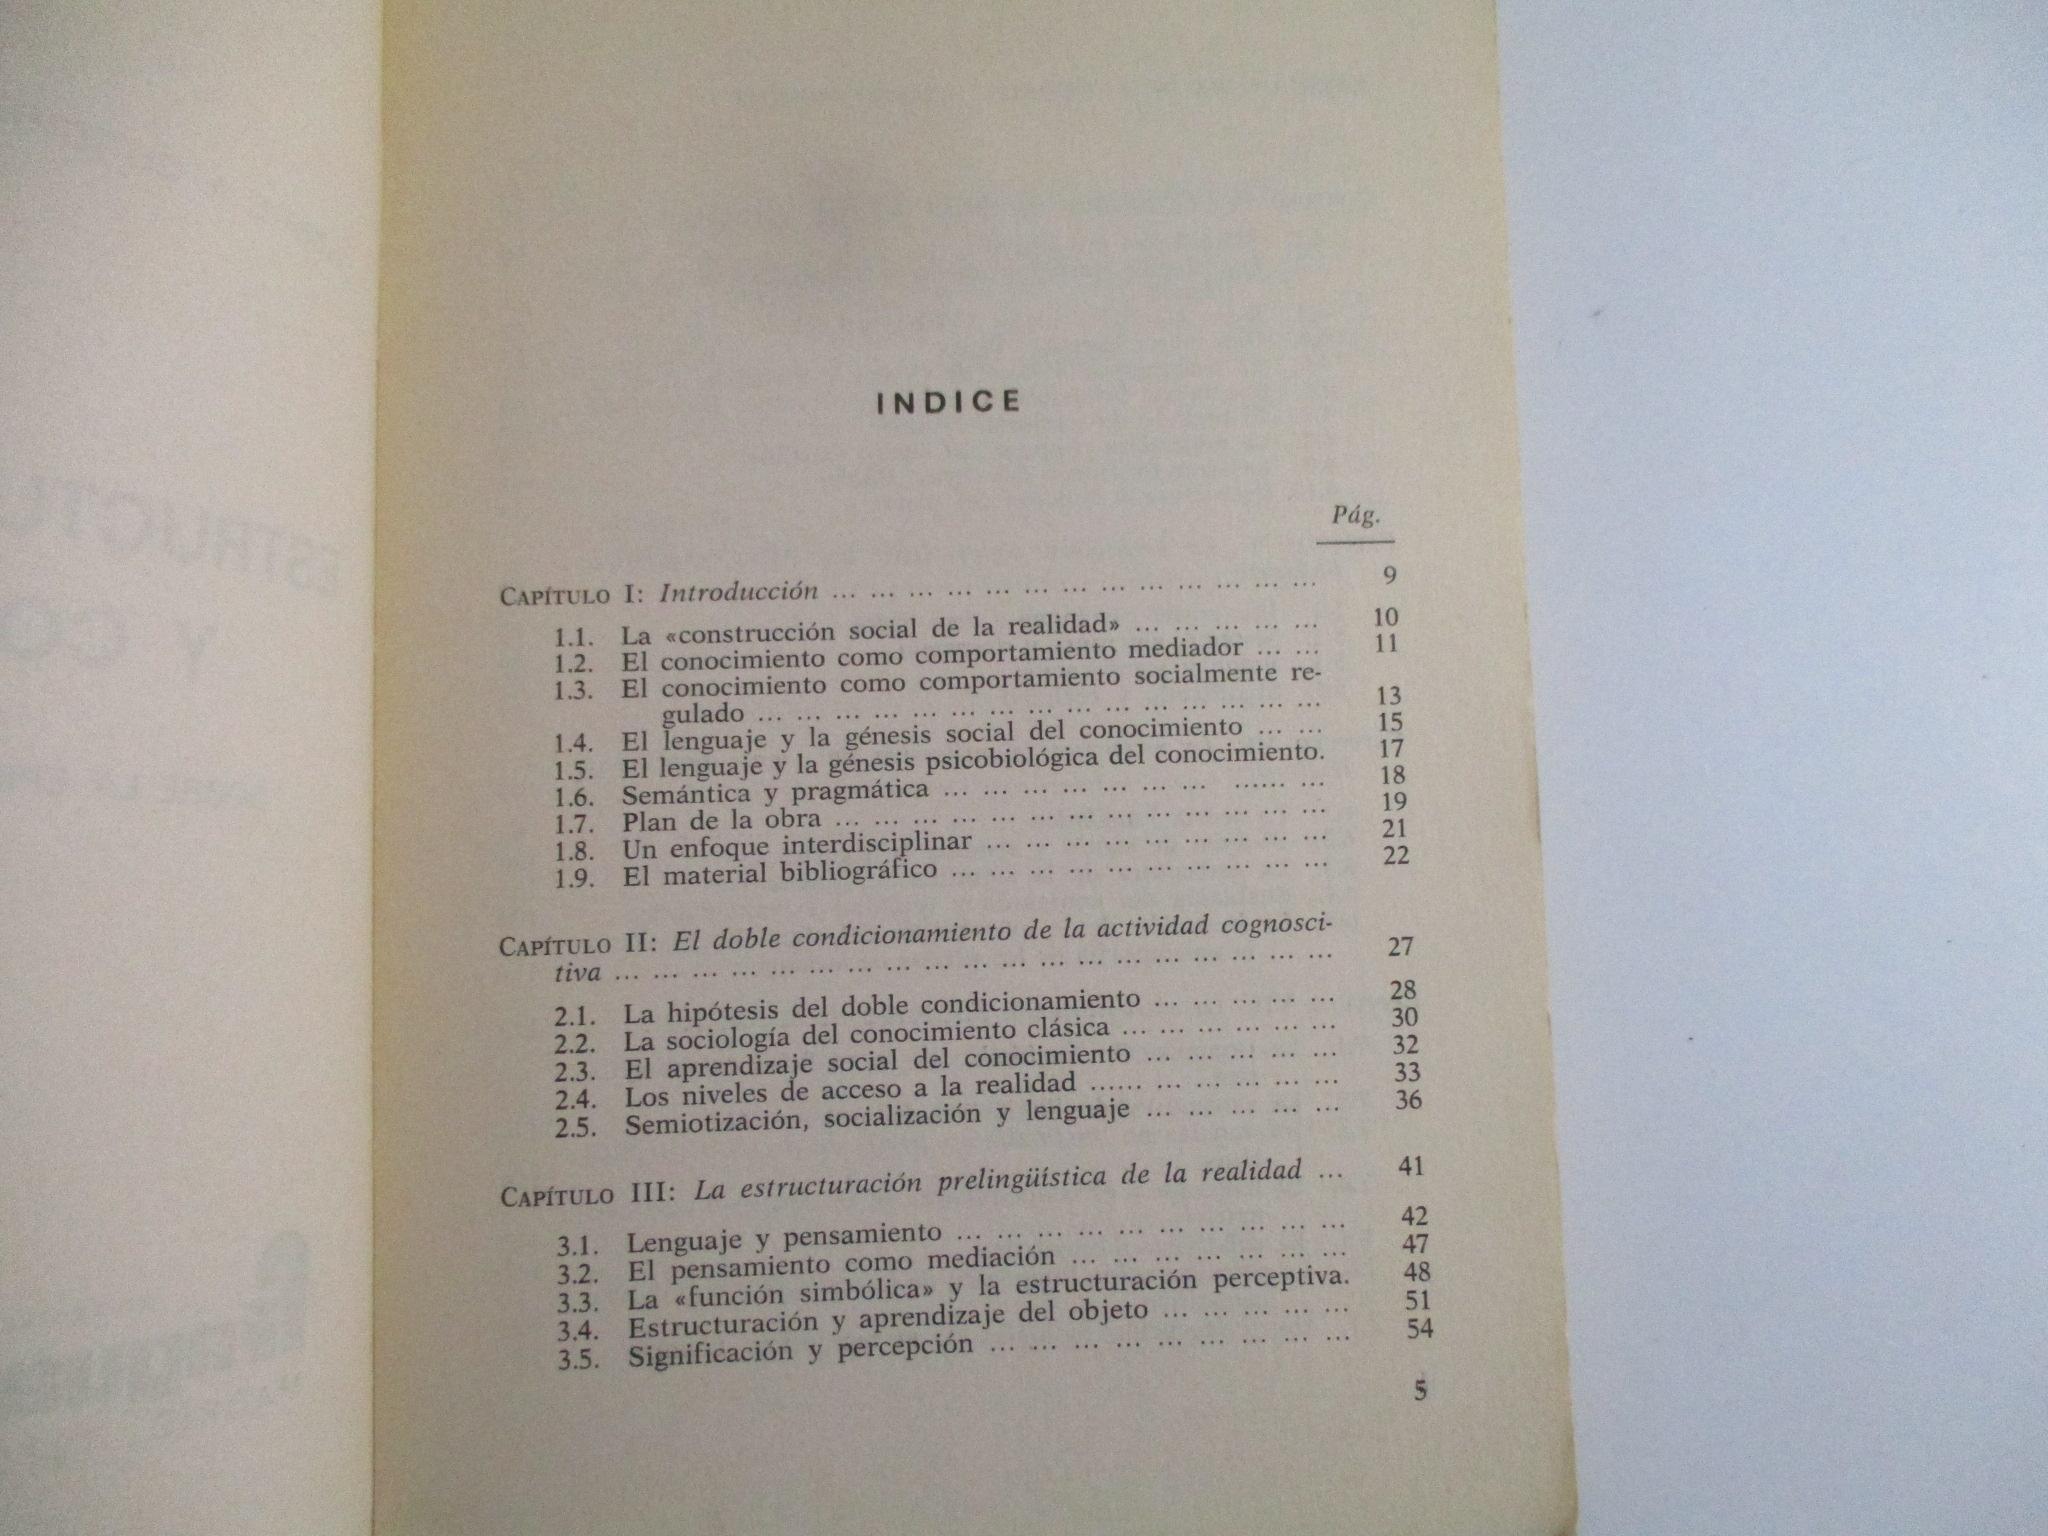 INDICE
Pág.
CAPÍTULO I: Introducción ... ... ... ... ... ... ... ... ... ... ... ... ... 9
1.1. La «construcción social de la realidad» ... ... ... ... ... 10
1.2. El conocimiento como comportamiento mediador ... ... 11
1.3. El conocimiento como comportamiento socialmente re-
gulado ... ... ... ... ... ... ... ... ... ... ... ... ... ... ... 13
1.4. El lenguaje y la génesis social del conocimiento ... ... 15
1.5. El lenguaje y la génesis psicobiológica del conocimiento. 17
1.6. Semántica y pragmática ... ... ... ... ... ... ... ...... ... 18
1.7. Plan de la obra ... ... ... ... ... ... ... ... ... ... ... ... ... 19
1.8. Un enfoque interdisciplinar ... ... ... ... ... ... ... ... ... 21
1.9. El material bibliográfico ... ... ... ... ... ... ... ... ... ... 22
CAPÍTULO II: El doble condicionamiento de la actividad cognosci-
tiva ... ... ... ... ... ... ... ... ... ... ... ... ... ... ... ... ... ... ... 27
2.1. La hipótesis del doble condicionamiento ... ... ... ... ... 28
2.2. La sociología del conocimiento clásica ... ... ... ... ... ... 30
2.3. El aprendizaje social del conocimiento ... ... ... ... ... 32
2.4. Los niveles de acceso a la realidad ...... ... ... ... ... ... 33
2.5. Semiotización, socialización y lenguaje ... ... ... ... ... 36
CAPÍTULO III: La estructuración prelingüística de la realidad ... 41
3.1. Lenguaje y pensamiento ... ... ... ... ... ... ... ... ... ... 42
3.2. El pensamiento como mediación ... ... ... ... ... ... ... 47
3.3. La «función simbólica» y la estructuración perceptiva. 48
3.4. Estructuración y aprendizaje del objeto ... ... ... ... ... 51
3.5. Significación y percepción ... ... ... ... ... ... ... ... ... 54
5